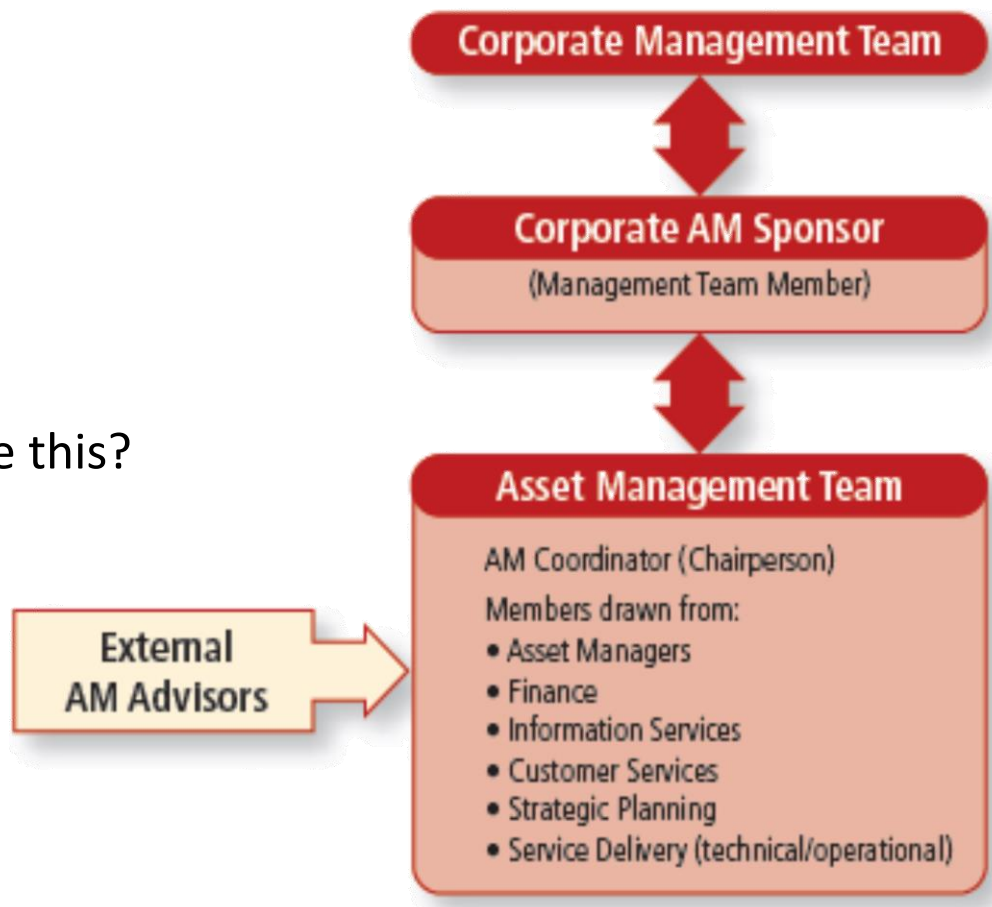 Corporate Management Team
Corporate AM Sponsor
(Management Team Member)
e this?
Asset Management Team
AM Coordinator (Chairperson)
Members drawn from:
• Asset Managers
• Finance
• Information Services
• Customer Services
• Strategic Planning
• Service Delivery (technical/operational)
External
AM Advisors